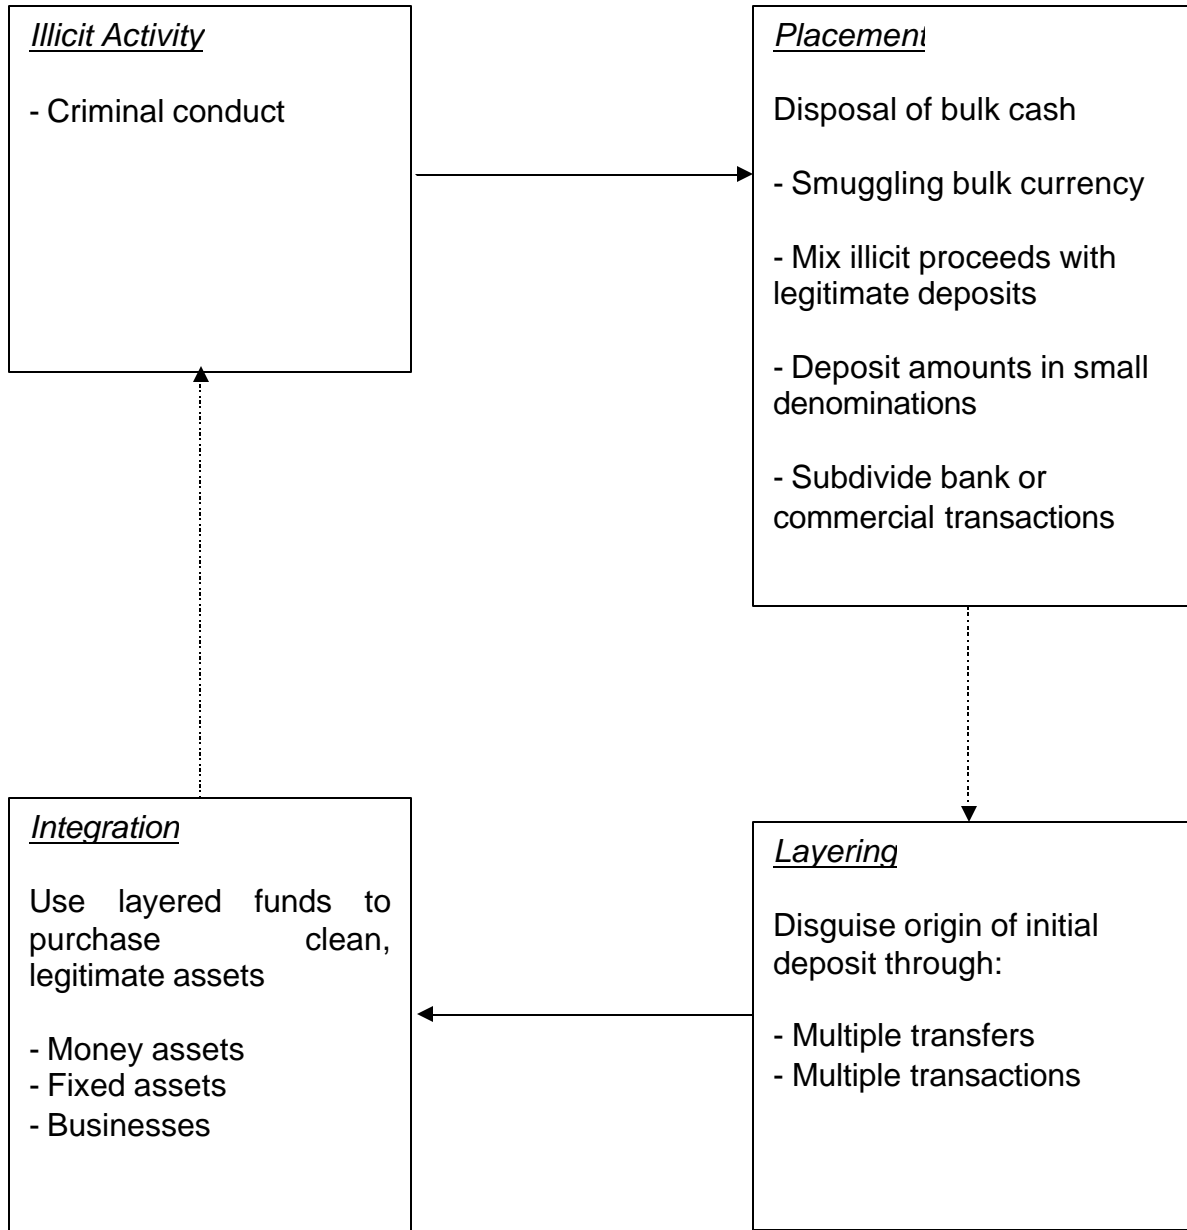 Illicit Activity
- Criminal conduct
Placement
Disposal of bulk cash
- Smuggling bulk currency
- Mix illicit proceeds with
legitimate deposits
- Deposit amounts in small
denominations
- Subdivide bank or
commercial transactions
Integration
Use layered funds to
purchase clean,
legitimate assets
- Money assets
- Fixed assets
- Businesses
Layering
Disguise origin of initial
deposit through:
- Multiple transfers
- Multiple transactions